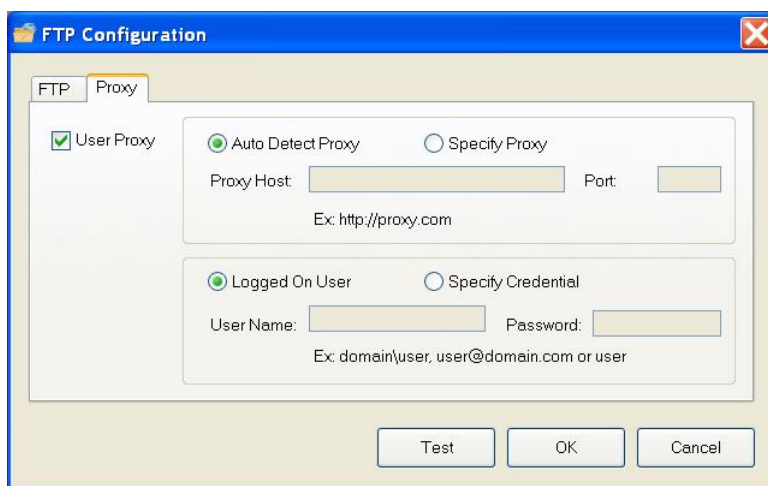 FTP Configuration
FTP Proxy
User Proxy
Auto Detect Proxy Specify Proxy
Proxy Host: Port:
Ex: http://proxy.com
Logged On User Specify Credential
User Name: Password:
Ex: domain\user, user@domain.com or user
Test OK Cancel